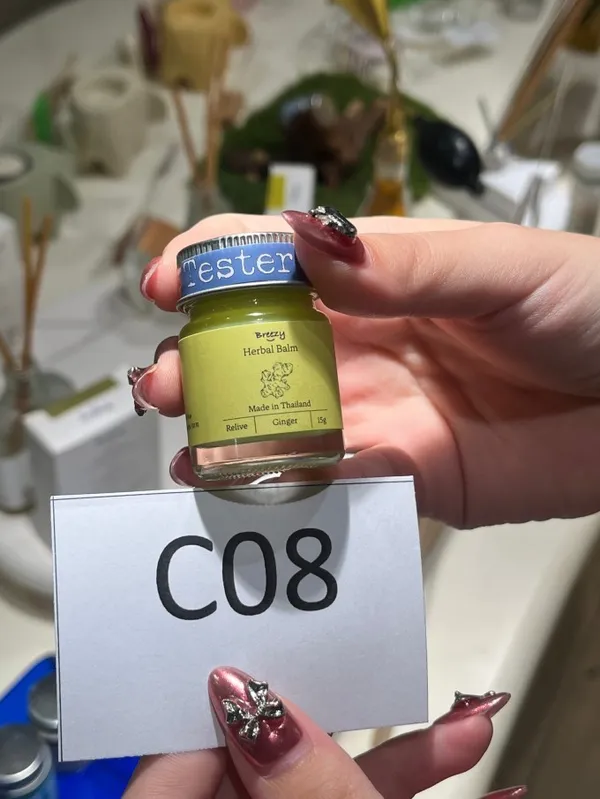 Tester
Breezy
Herbal Balm
Made in Thailand
Relive Ginger 15g
C08